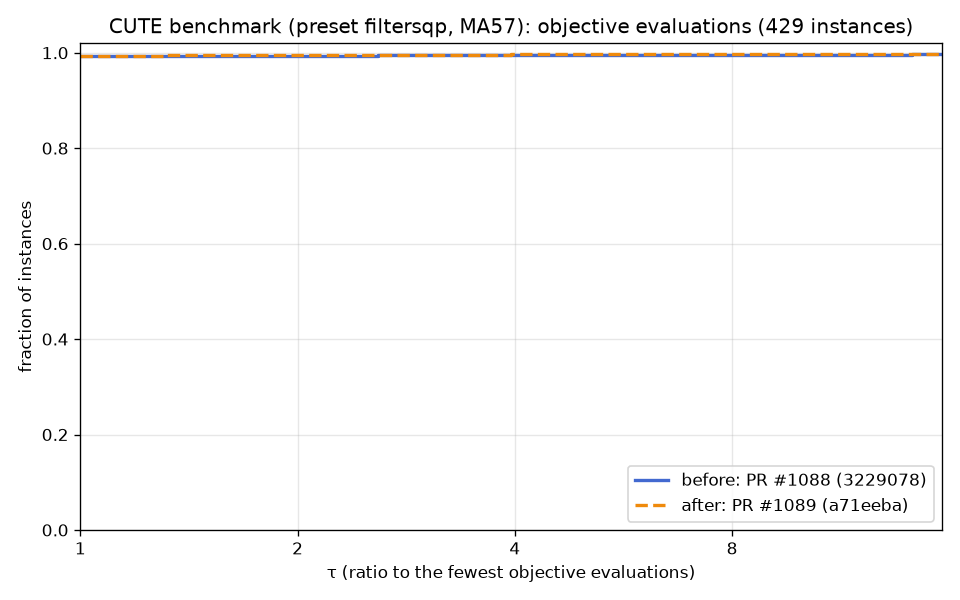 CUTE benchmark (preset filtersqp, MA57): objective evaluations (429 instances)
1.0
0.8
0.6
0.4
0.2
0.0
fraction of instances
before: PR #1088 (3229078)
after: PR #1089 (a71eeba)
1
2
4
8
τ (ratio to the fewest objective evaluations)